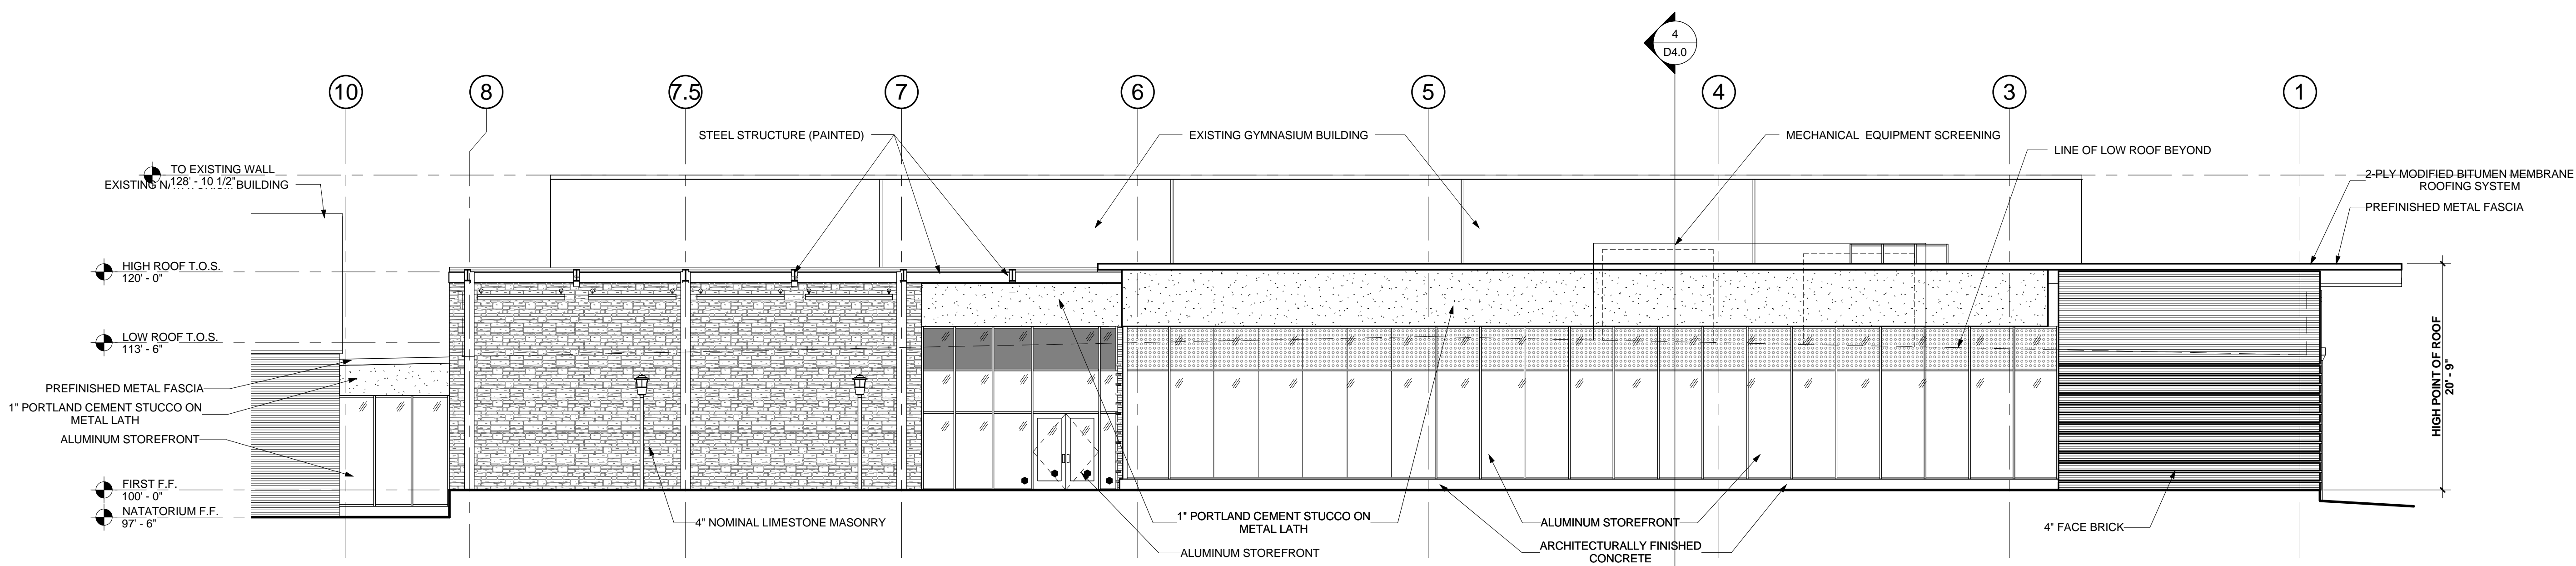 4
D4.0
10
8
7.5
7
6
5
4
3
1
STEEL STRUCTURE (PAINTED)
EXISTING GYMNASIUM BUILDING
MECHANICAL EQUIPMENT SCREENING
LINE OF LOW ROOF BEYOND
TO EXISTING WALL
128' - 10 1/2"
EXISTING NATATORIUM BUILDING
2-PLY MODIFIED BITUMEN MEMBRANE
ROOFING SYSTEM
PREFINISHED METAL FASCIA
HIGH ROOF T.O.S.
120' - 0"
LOW ROOF T.O.S.
113' - 6"
PREFINISHED METAL FASCIA
1" PORTLAND CEMENT STUCCO ON
METAL LATH
ALUMINUM STOREFRONT
FIRST F.F.
100' - 0"
NATATORIUM F.F.
97' - 6"
HIGH POINT OF ROOF
20' - 9"
4" NOMINAL LIMESTONE MASONRY
1" PORTLAND CEMENT STUCCO ON
METAL LATH
ALUMINUM STOREFRONT
ALUMINUM STOREFRONT
ARCHITECTURALLY FINISHED
CONCRETE
4" FACE BRICK